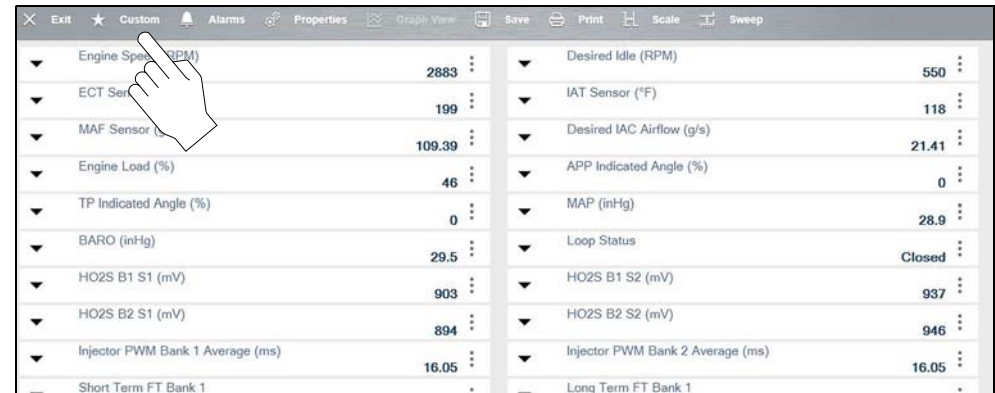 Exit Custom Alarms Properties Graph View Save Print Scale Sweep
Engine Spee RPM) 2883
Desired Idle (RPM) 550
ECT Sen 199
IAT Sensor (°F) 118
MAF Sensor (g 109.39
Desired IAC Airflow (g/s) 21.41
Engine Load (%) 46
APP Indicated Angle (%) 0
TP Indicated Angle (%) 0
MAP (inHg) 28.9
BARO (inHg) 29.5
Loop Status Closed
HO2S B1 S1 (mV) 903
HO2S B1 S2 (mV) 937
HO2S B2 S1 (mV) 894
HO2S B2 S2 (mV) 946
Injector PWM Bank 1 Average (ms) 16.05
Injector PWM Bank 2 Average (ms) 16.05
Short Term FT Bank 1
Long Term FT Bank 1